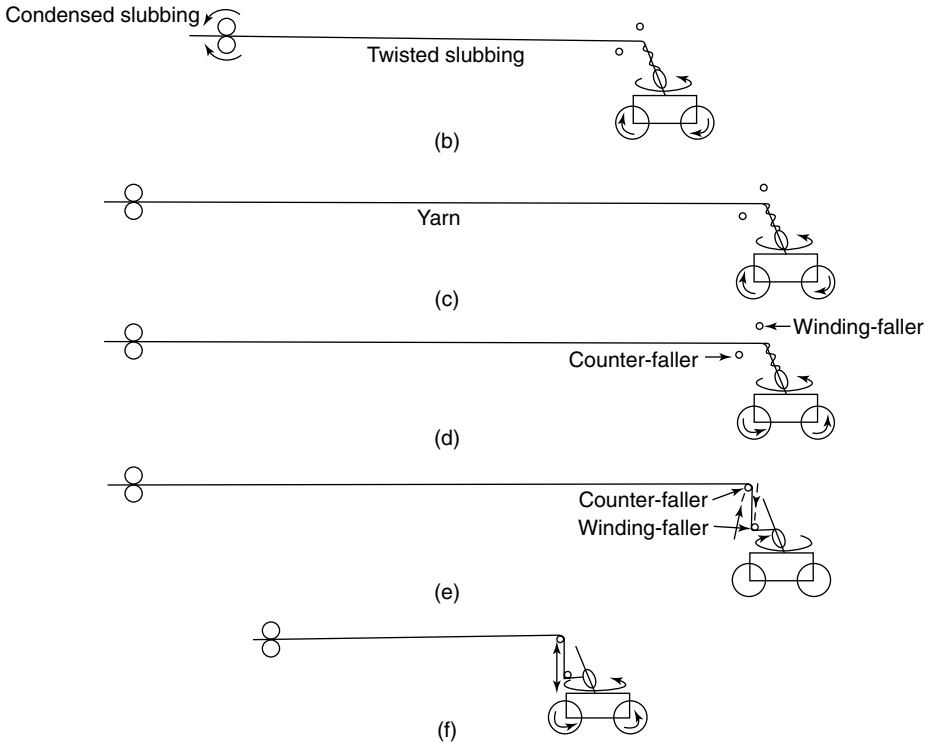 Condensed slubbing
Twisted slubbing
(b)
Yarn
(c)
Winding-faller
Counter-faller
(d)
Counter-faller
Winding-faller
(e)
(f)